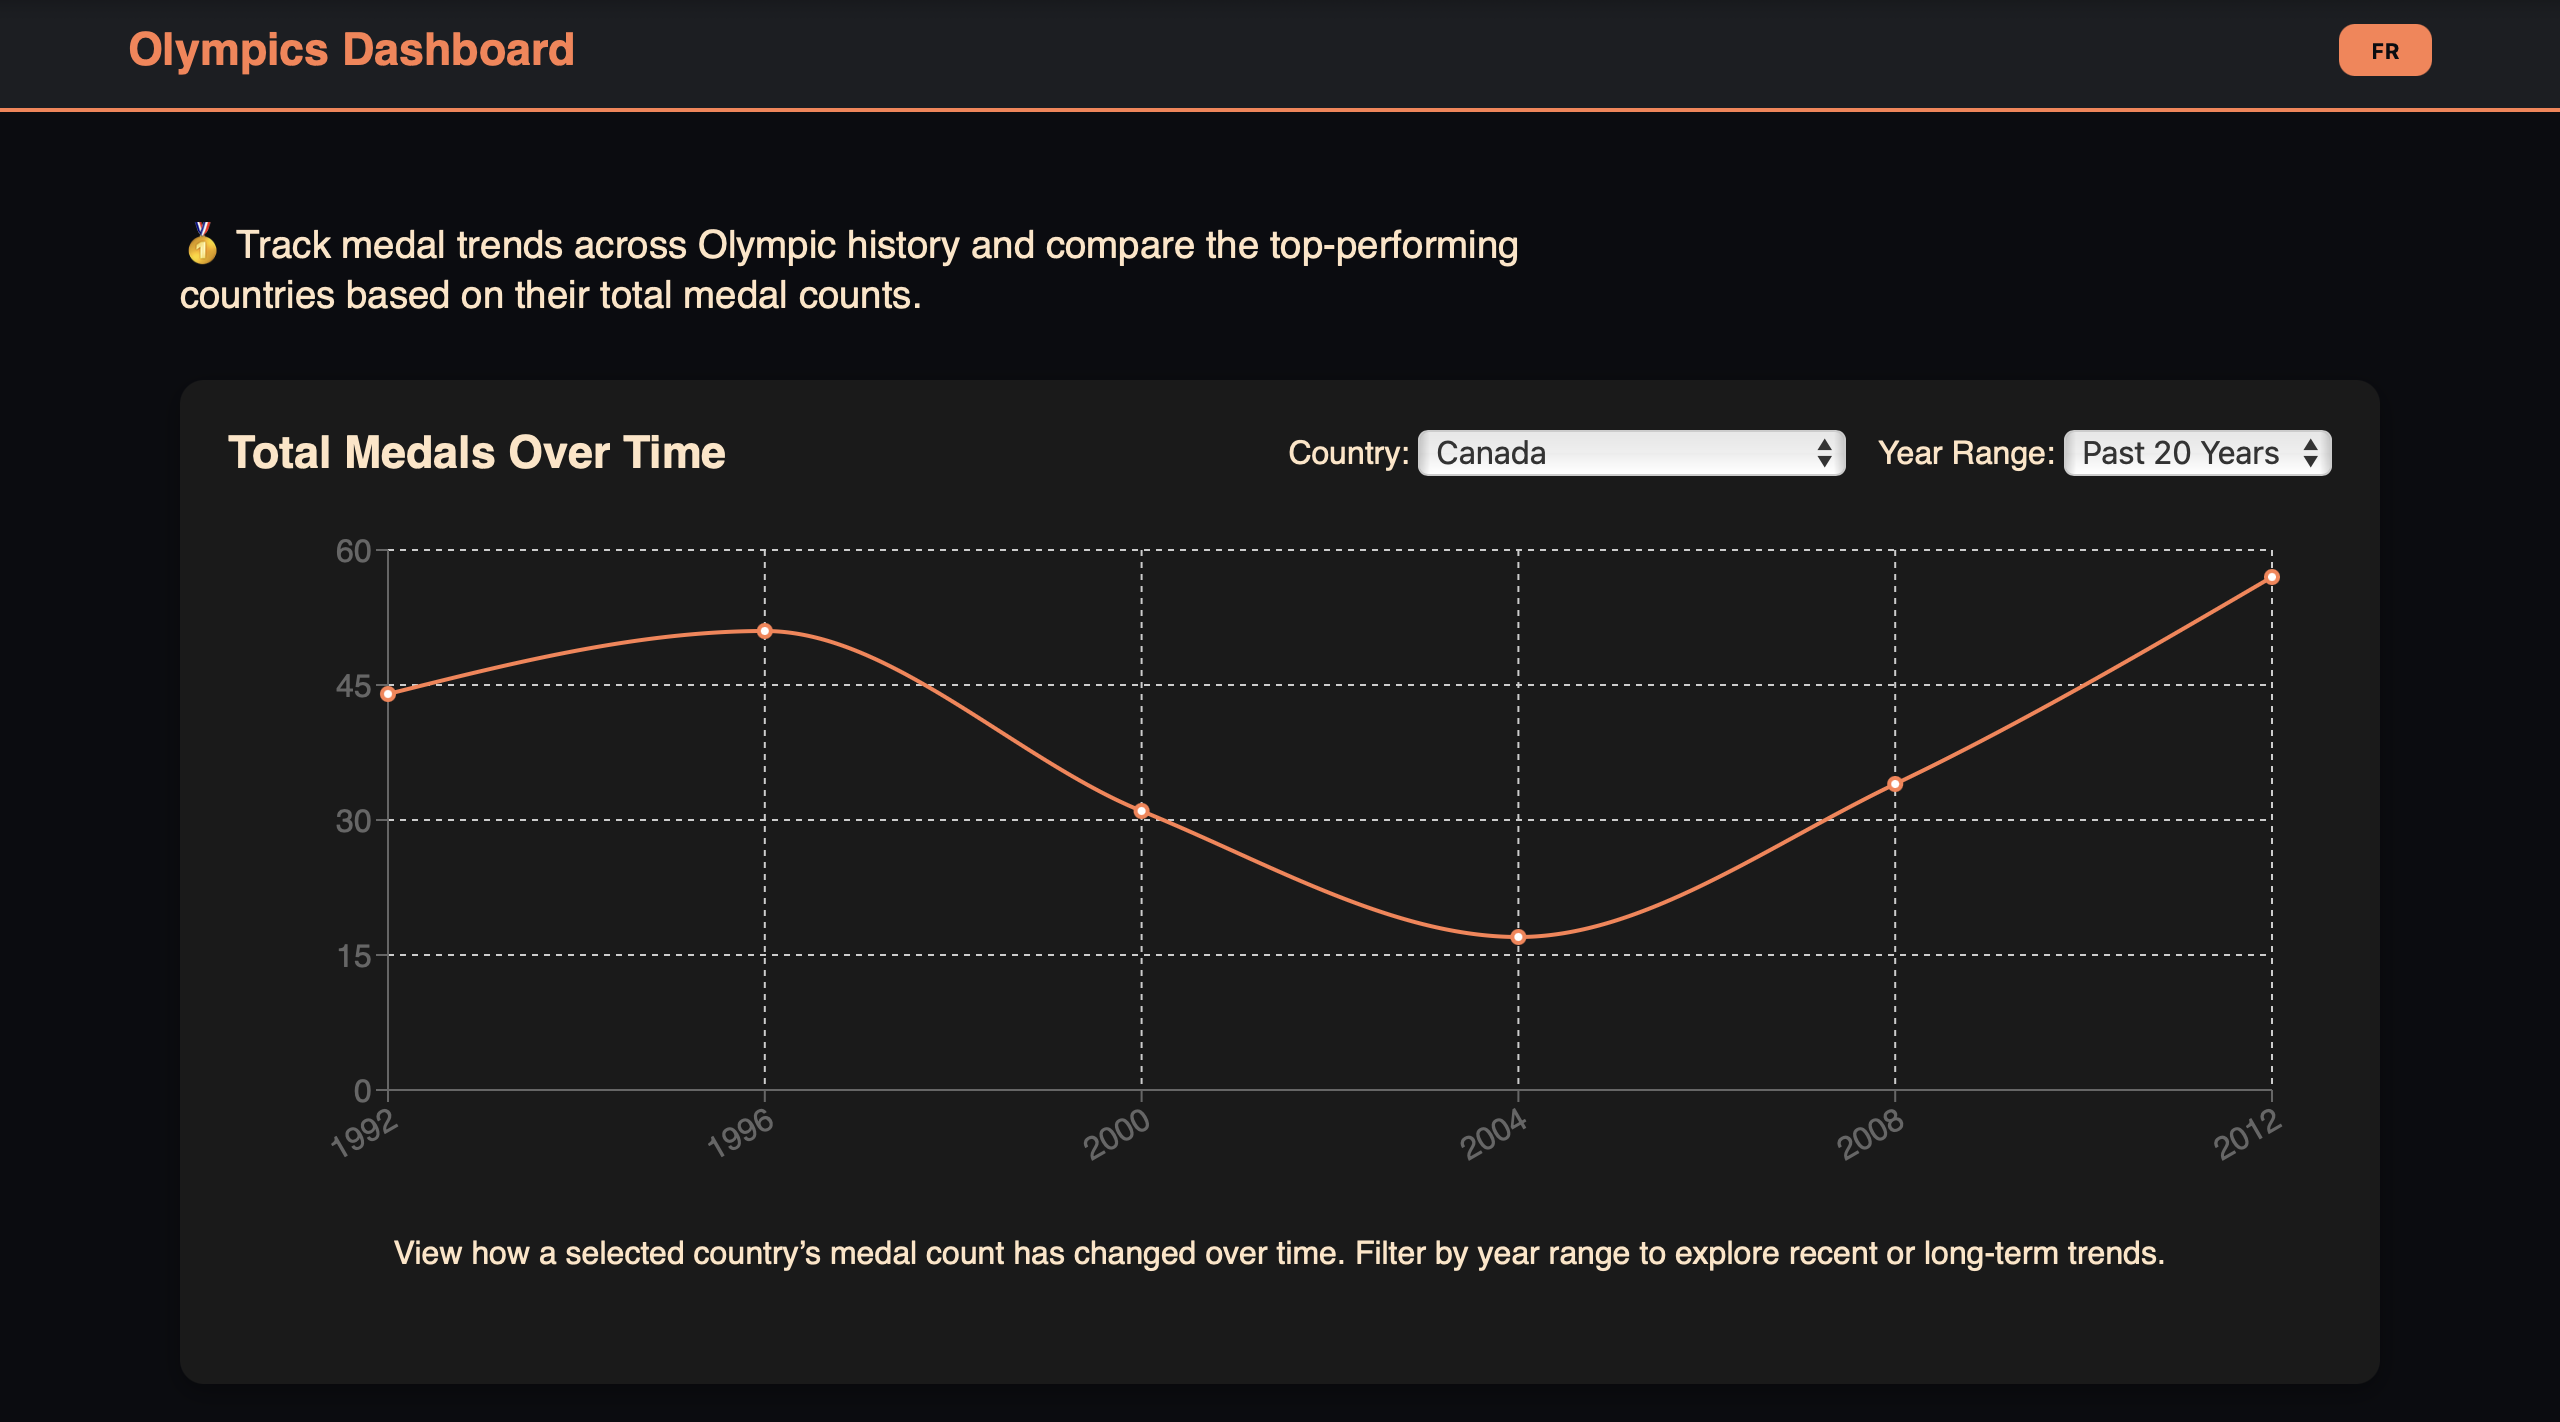 Olympics Dashboard
FR
🥇 Track medal trends across Olympic history and compare the top-performing
countries based on their total medal counts.
Total Medals Over Time
Country: Canada
Year Range: Past 20 Years
60
45
30
15
0
1992 1996 2000 2004 2008 2012
View how a selected country’s medal count has changed over time. Filter by year range to explore recent or long-term trends.